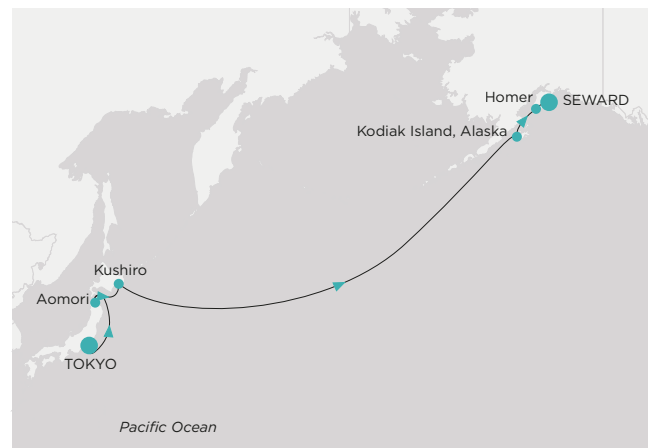 Homer
SEWARD
Kodiak Island, Alaska
Kushiro
Aomori
TOKYO
Pacific Ocean